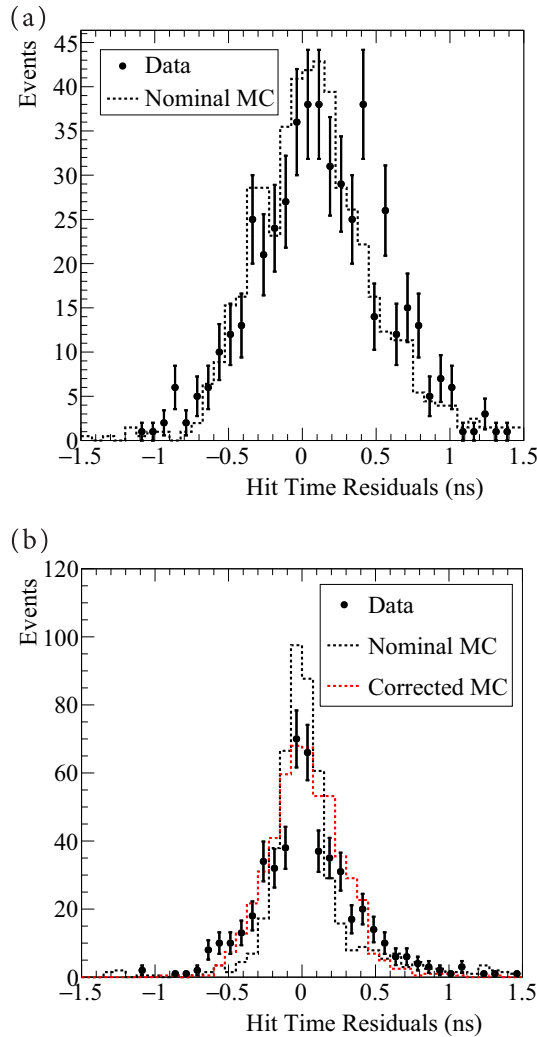 (a)
Events
45
40
35
30
25
20
15
10
5
0
Data
Nominal MC
−1.5 −1 −0.5 0 0.5 1 1.5
Hit Time Residuals (ns)
(b)
Events
120
100
80
60
40
20
0
Data
Nominal MC
Corrected MC
−1.5 −1 −0.5 0 0.5 1 1.5
Hit Time Residuals (ns)